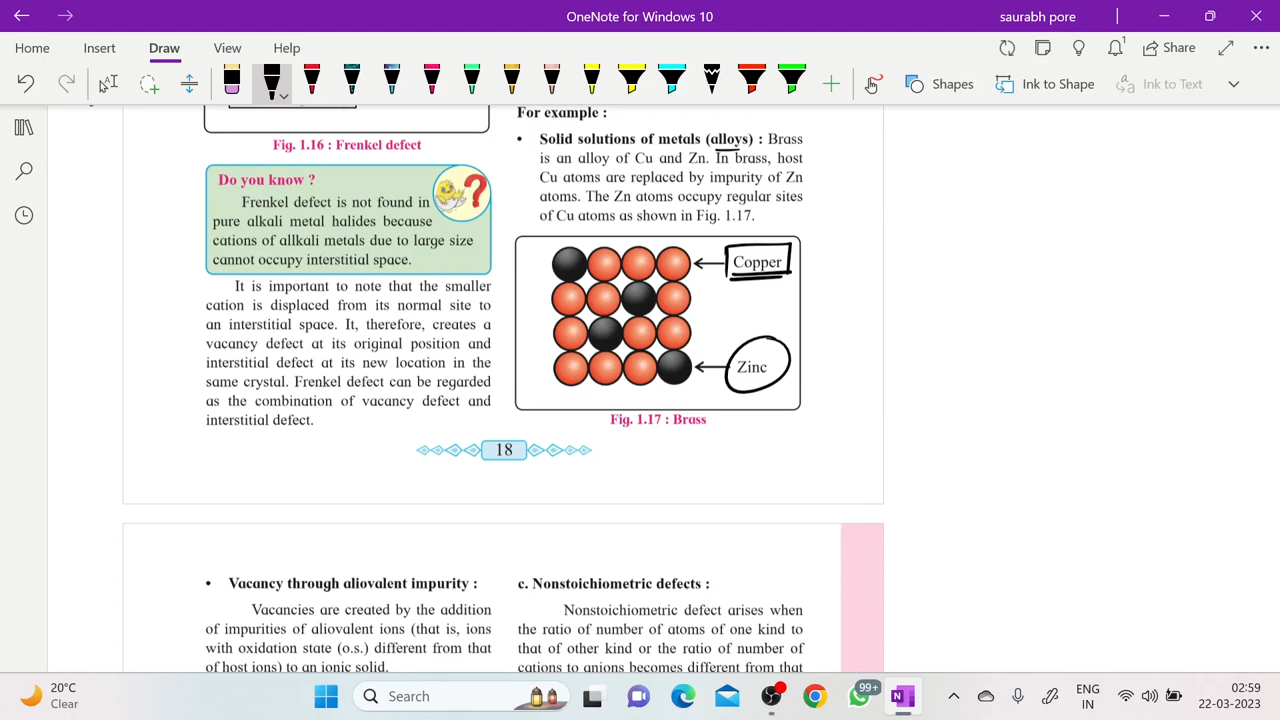 OneNote for Windows 10
saurabh pore
Home
Insert
Draw
View
Help
1
Share
Shapes
Ink to Shape
Ink to Text
Fig. 1.16 : Frenkel defect
Do you know ?
Frenkel defect is not found in
pure alkali metal halides because
cations of allkali metals due to large size
cannot occupy interstitial space.
It is important to note that the smaller
cation is displaced from its normal site to
an interstitial space. It, therefore, creates a
vacancy defect at its original position and
interstitial defect at its new location in the
same crystal. Frenkel defect can be regarded
as the combination of vacancy defect and
interstitial defect.
For example :
• Solid solutions of metals (alloys) : Brass
is an alloy of Cu and Zn. In brass, host
Cu atoms are replaced by impurity of Zn
atoms. The Zn atoms occupy regular sites
of Cu atoms as shown in Fig. 1.17.
Copper
Zinc
Fig. 1.17 : Brass
18
• Vacancy through aliovalent impurity :
Vacancies are created by the addition
of impurities of aliovalent ions (that is, ions
with oxidation state (o.s.) different from that
of host ions) to an ionic solid.
c. Nonstoichiometric defects :
Nonstoichiometric defect arises when
the ratio of number of atoms of one kind to
that of other kind or the ratio of number of
cations to anions becomes different from that
20°C
Clear
Search
99+
ENG
IN
02:59
22-03-2023